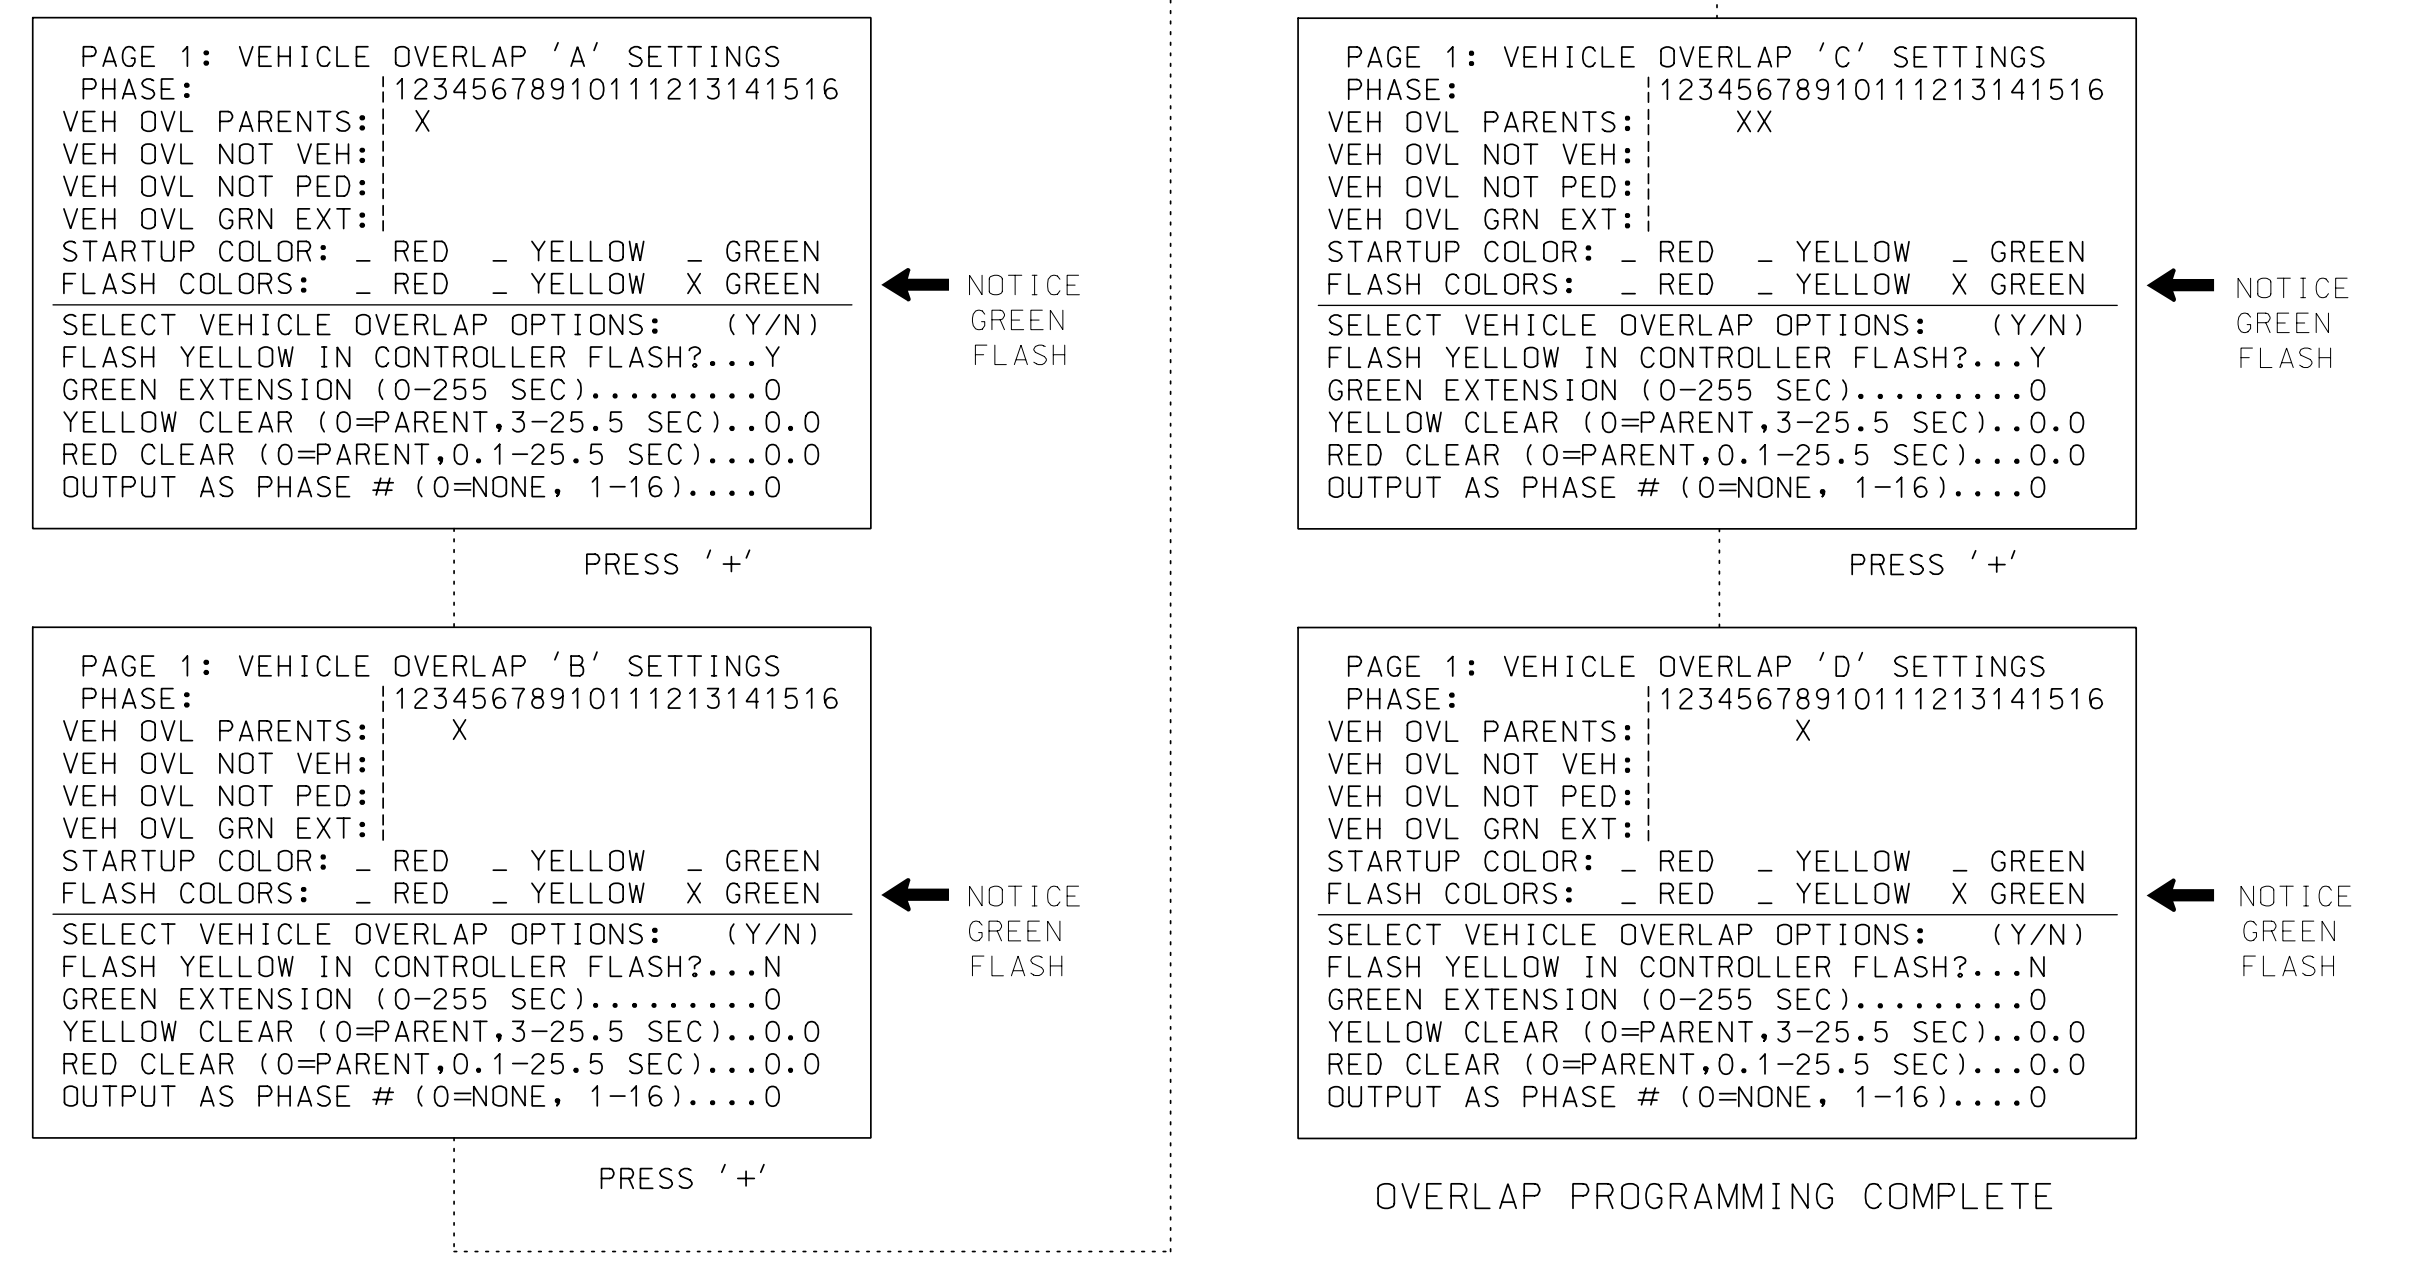 PAGE 1: VEHICLE OVERLAP 'A' SETTINGS
PHASE: |12345678910111213141516
VEH OVL PARENTS:| X
VEH OVL NOT VEH:|
VEH OVL NOT PED:|
VEH OVL GRN EXT:|
STARTUP COLOR: _ RED _ YELLOW _ GREEN
FLASH COLORS: _ RED _ YELLOW X GREEN
SELECT VEHICLE OVERLAP OPTIONS: (Y/N)
FLASH YELLOW IN CONTROLLER FLASH?...Y
GREEN EXTENSION (0-255 SEC).........0
YELLOW CLEAR (0=PARENT,3-25.5 SEC)..0.0
RED CLEAR (0=PARENT,0.1-25.5 SEC)...0.0
OUTPUT AS PHASE # (0=NONE, 1-16)....0
NOTICE
GREEN
FLASH
PRESS '+'
PAGE 1: VEHICLE OVERLAP 'B' SETTINGS
PHASE: |12345678910111213141516
VEH OVL PARENTS:| X
VEH OVL NOT VEH:|
VEH OVL NOT PED:|
VEH OVL GRN EXT:|
STARTUP COLOR: _ RED _ YELLOW _ GREEN
FLASH COLORS: _ RED _ YELLOW X GREEN
SELECT VEHICLE OVERLAP OPTIONS: (Y/N)
FLASH YELLOW IN CONTROLLER FLASH?...N
GREEN EXTENSION (0-255 SEC).........0
YELLOW CLEAR (0=PARENT,3-25.5 SEC)..0.0
RED CLEAR (0=PARENT,0.1-25.5 SEC)...0.0
OUTPUT AS PHASE # (0=NONE, 1-16)....0
NOTICE
GREEN
FLASH
PRESS '+'
PAGE 1: VEHICLE OVERLAP 'C' SETTINGS
PHASE: |12345678910111213141516
VEH OVL PARENTS:| XX
VEH OVL NOT VEH:|
VEH OVL NOT PED:|
VEH OVL GRN EXT:|
STARTUP COLOR: _ RED _ YELLOW _ GREEN
FLASH COLORS: _ RED _ YELLOW X GREEN
SELECT VEHICLE OVERLAP OPTIONS: (Y/N)
FLASH YELLOW IN CONTROLLER FLASH?...Y
GREEN EXTENSION (0-255 SEC).........0
YELLOW CLEAR (0=PARENT,3-25.5 SEC)..0.0
RED CLEAR (0=PARENT,0.1-25.5 SEC)...0.0
OUTPUT AS PHASE # (0=NONE, 1-16)....0
NOTICE
GREEN
FLASH
PRESS '+'
PAGE 1: VEHICLE OVERLAP 'D' SETTINGS
PHASE: |12345678910111213141516
VEH OVL PARENTS:| X
VEH OVL NOT VEH:|
VEH OVL NOT PED:|
VEH OVL GRN EXT:|
STARTUP COLOR: _ RED _ YELLOW _ GREEN
FLASH COLORS: _ RED _ YELLOW X GREEN
SELECT VEHICLE OVERLAP OPTIONS: (Y/N)
FLASH YELLOW IN CONTROLLER FLASH?...N
GREEN EXTENSION (0-255 SEC).........0
YELLOW CLEAR (0=PARENT,3-25.5 SEC)..0.0
RED CLEAR (0=PARENT,0.1-25.5 SEC)...0.0
OUTPUT AS PHASE # (0=NONE, 1-16)....0
NOTICE
GREEN
FLASH
OVERLAP PROGRAMMING COMPLETE